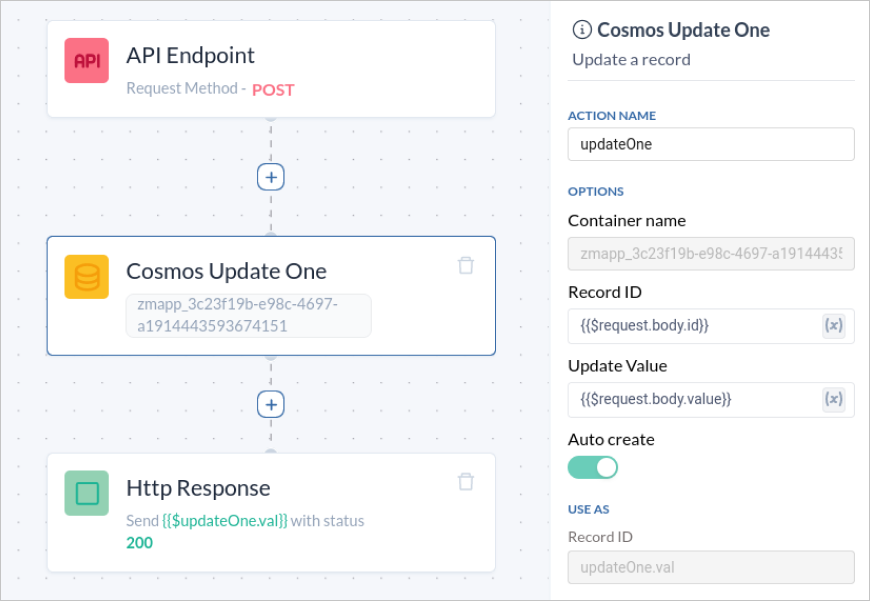 API
API Endpoint
Request Method - POST
Cosmos Update One
zmapp_3c23f19b-e98c-4697-
a1914443593674151
Http Response
Send {{$updateOne.val}} with status
200
Cosmos Update One
Update a record
ACTION NAME
updateOne
OPTIONS
Container name
zmapp_3c23f19b-e98c-4697-a19144435
Record ID
{{$request.body.id}}
(x)
Update Value
{{$request.body.value}}
(x)
Auto create
USE AS
Record ID
updateOne.val